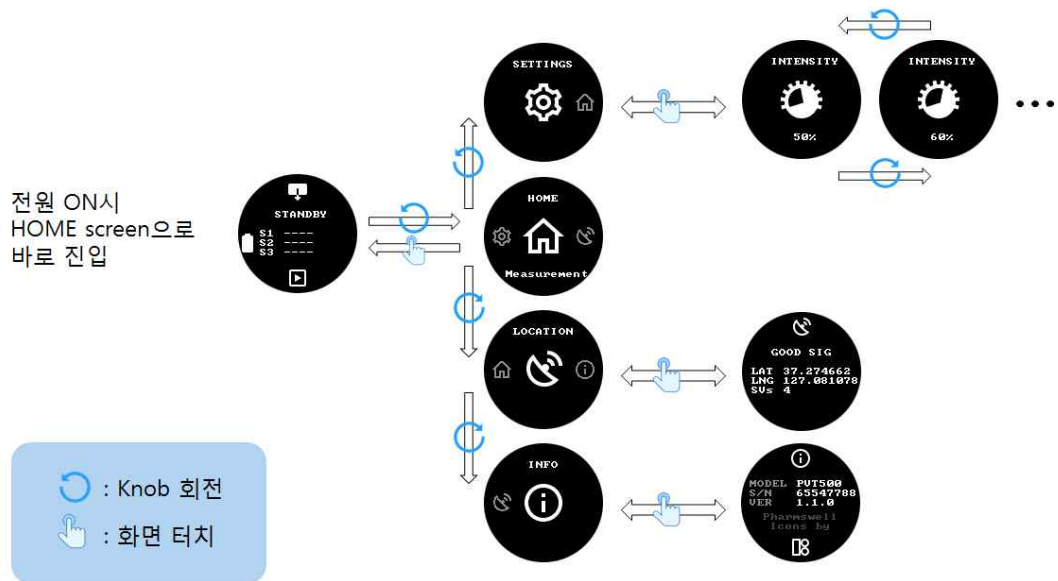 전원 ON시
HOME screen으로
바로 진입
STANDBY
S1 ----
S2 ----
S3 ----
SETTINGS
HOME
Measurement
LOCATION
INFO
INTENSITY
50%
INTENSITY
60%
...
GOOD SIG
LAT 37.274662
LNG 127.081078
SVs 4
MODEL PVT500
S/N 65547788
VER 1.1.0
Pharmswell
Icons by
: Knob 회전
: 화면 터치